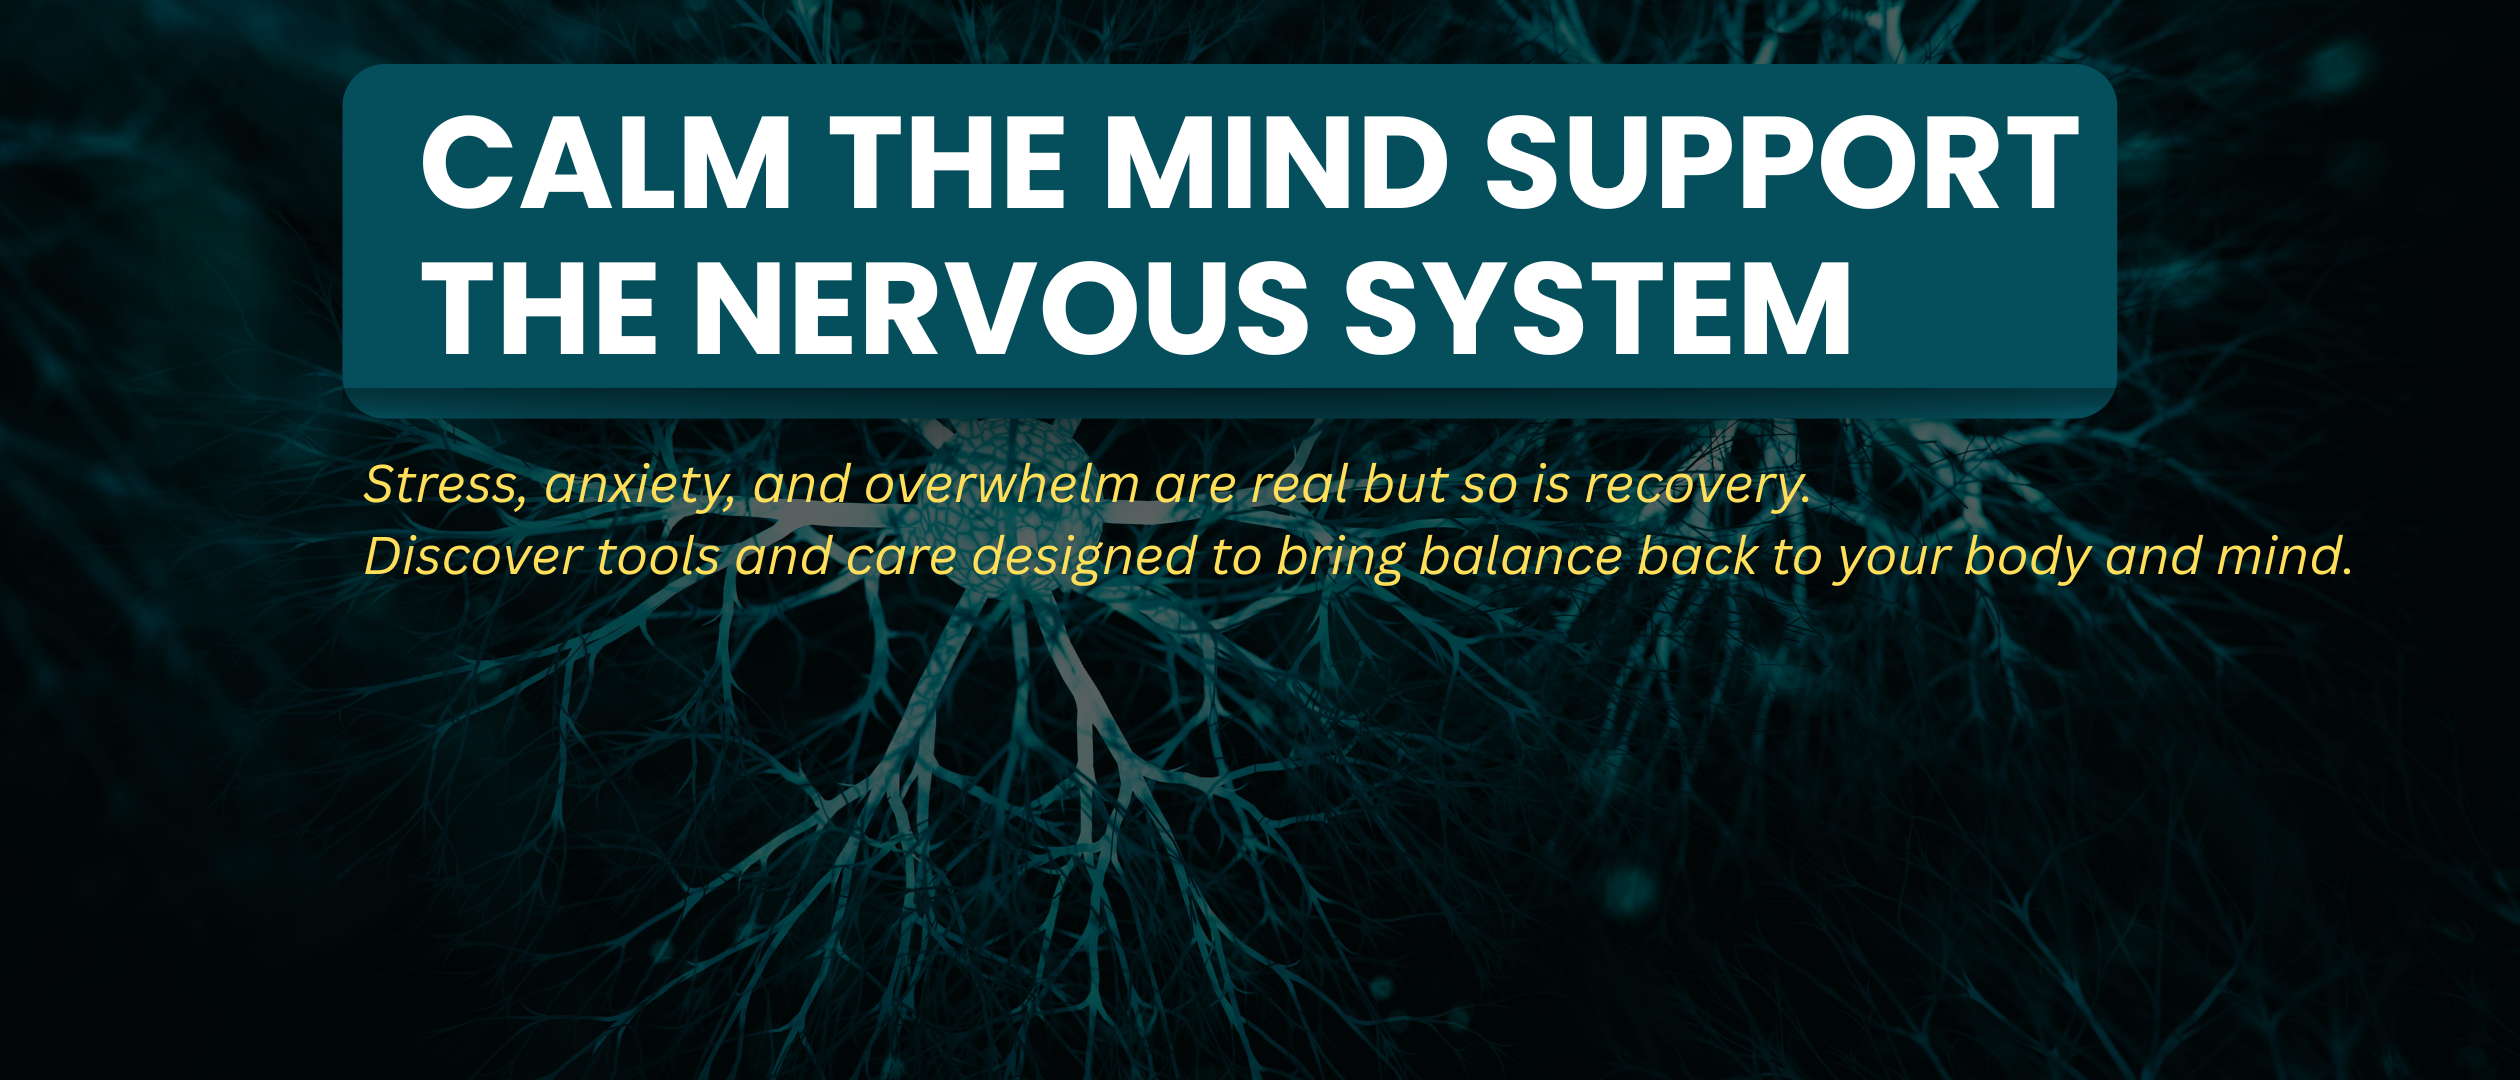 CALM THE MIND SUPPORT
THE NERVOUS SYSTEM
Stress, anxiety, and overwhelm are real but so is recovery.
Discover tools and care designed to bring balance back to your body and mind.